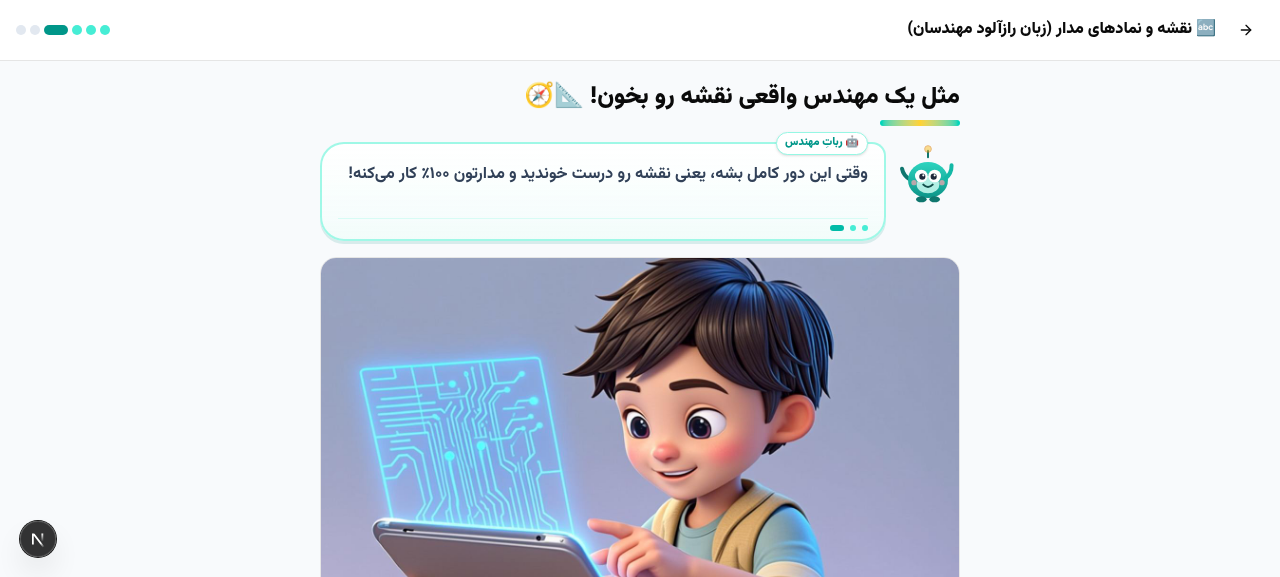 🔤 نقشه و نمادهای مدار (زبان رازآلود مهندسان)
مثل یک مهندس واقعی نقشه رو بخون! 📐🧭
🤖 ربات مهندس
وقتی این دور کامل بشه، یعنی نقشه رو درست خوندید و مدارتون ۱۰۰٪ کار می‌کنه!
N